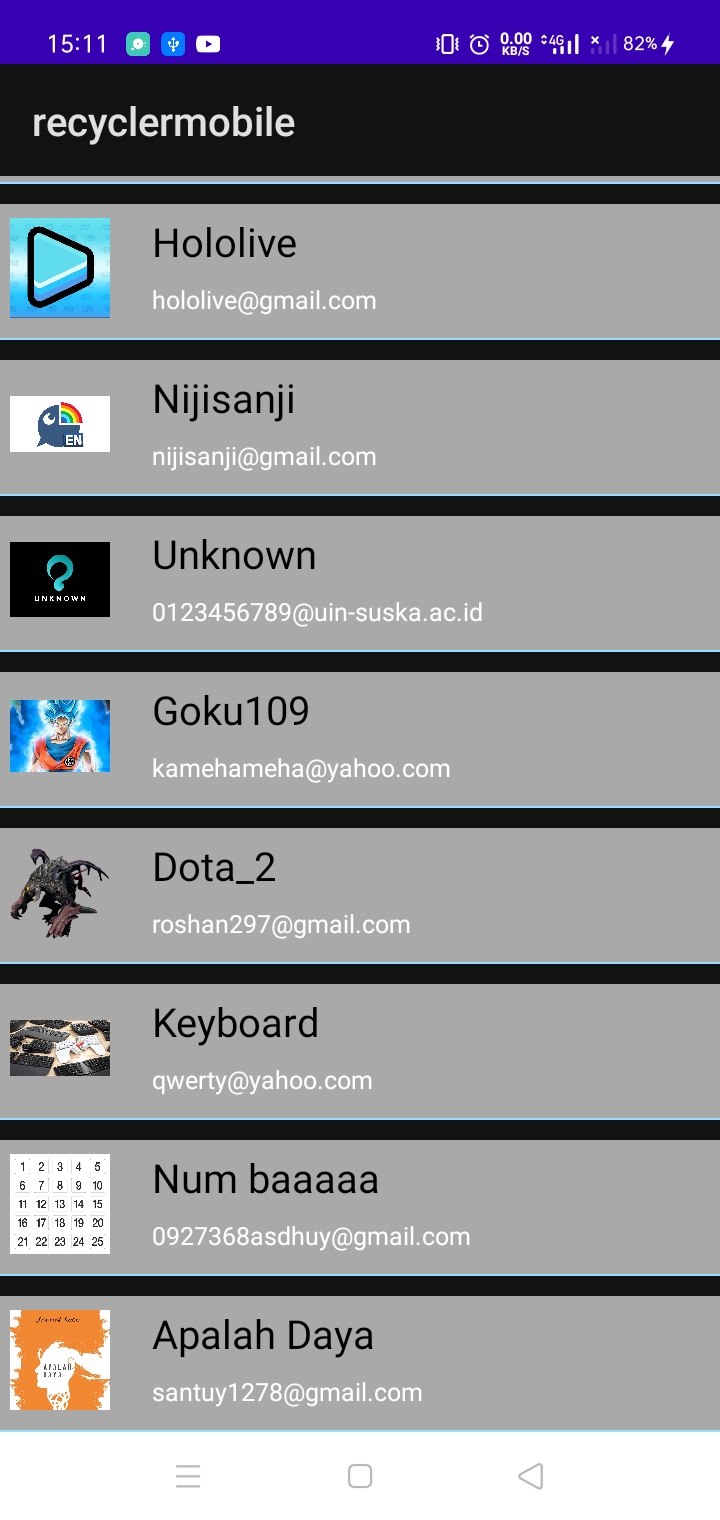 15:11 0.00 KB/S 4G 82%
recyclermobile
Hololive
hololive@gmail.com
EN
Nijisanji
nijisanji@gmail.com
UNKNOWN
Unknown
0123456789@uin-suska.ac.id
Goku109
kamehameha@yahoo.com
Dota_2
roshan297@gmail.com
Keyboard
qwerty@yahoo.com
1 2 3 4 5
6 7 8 9 10
11 12 13 14 15
16 17 18 19 20
21 22 23 24 25
Num baaaaa
0927368asdhuy@gmail.com
APALAH
DAYA
Apalah Daya
santuy1278@gmail.com